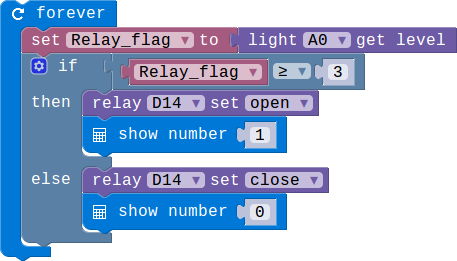 forever
set Relay_flag ▼ to light A0 ▼ get level
if Relay_flag ≥ ▼ 3
then relay D14 ▼ set open ▼
show number 1
else relay D14 ▼ set close ▼
show number 0